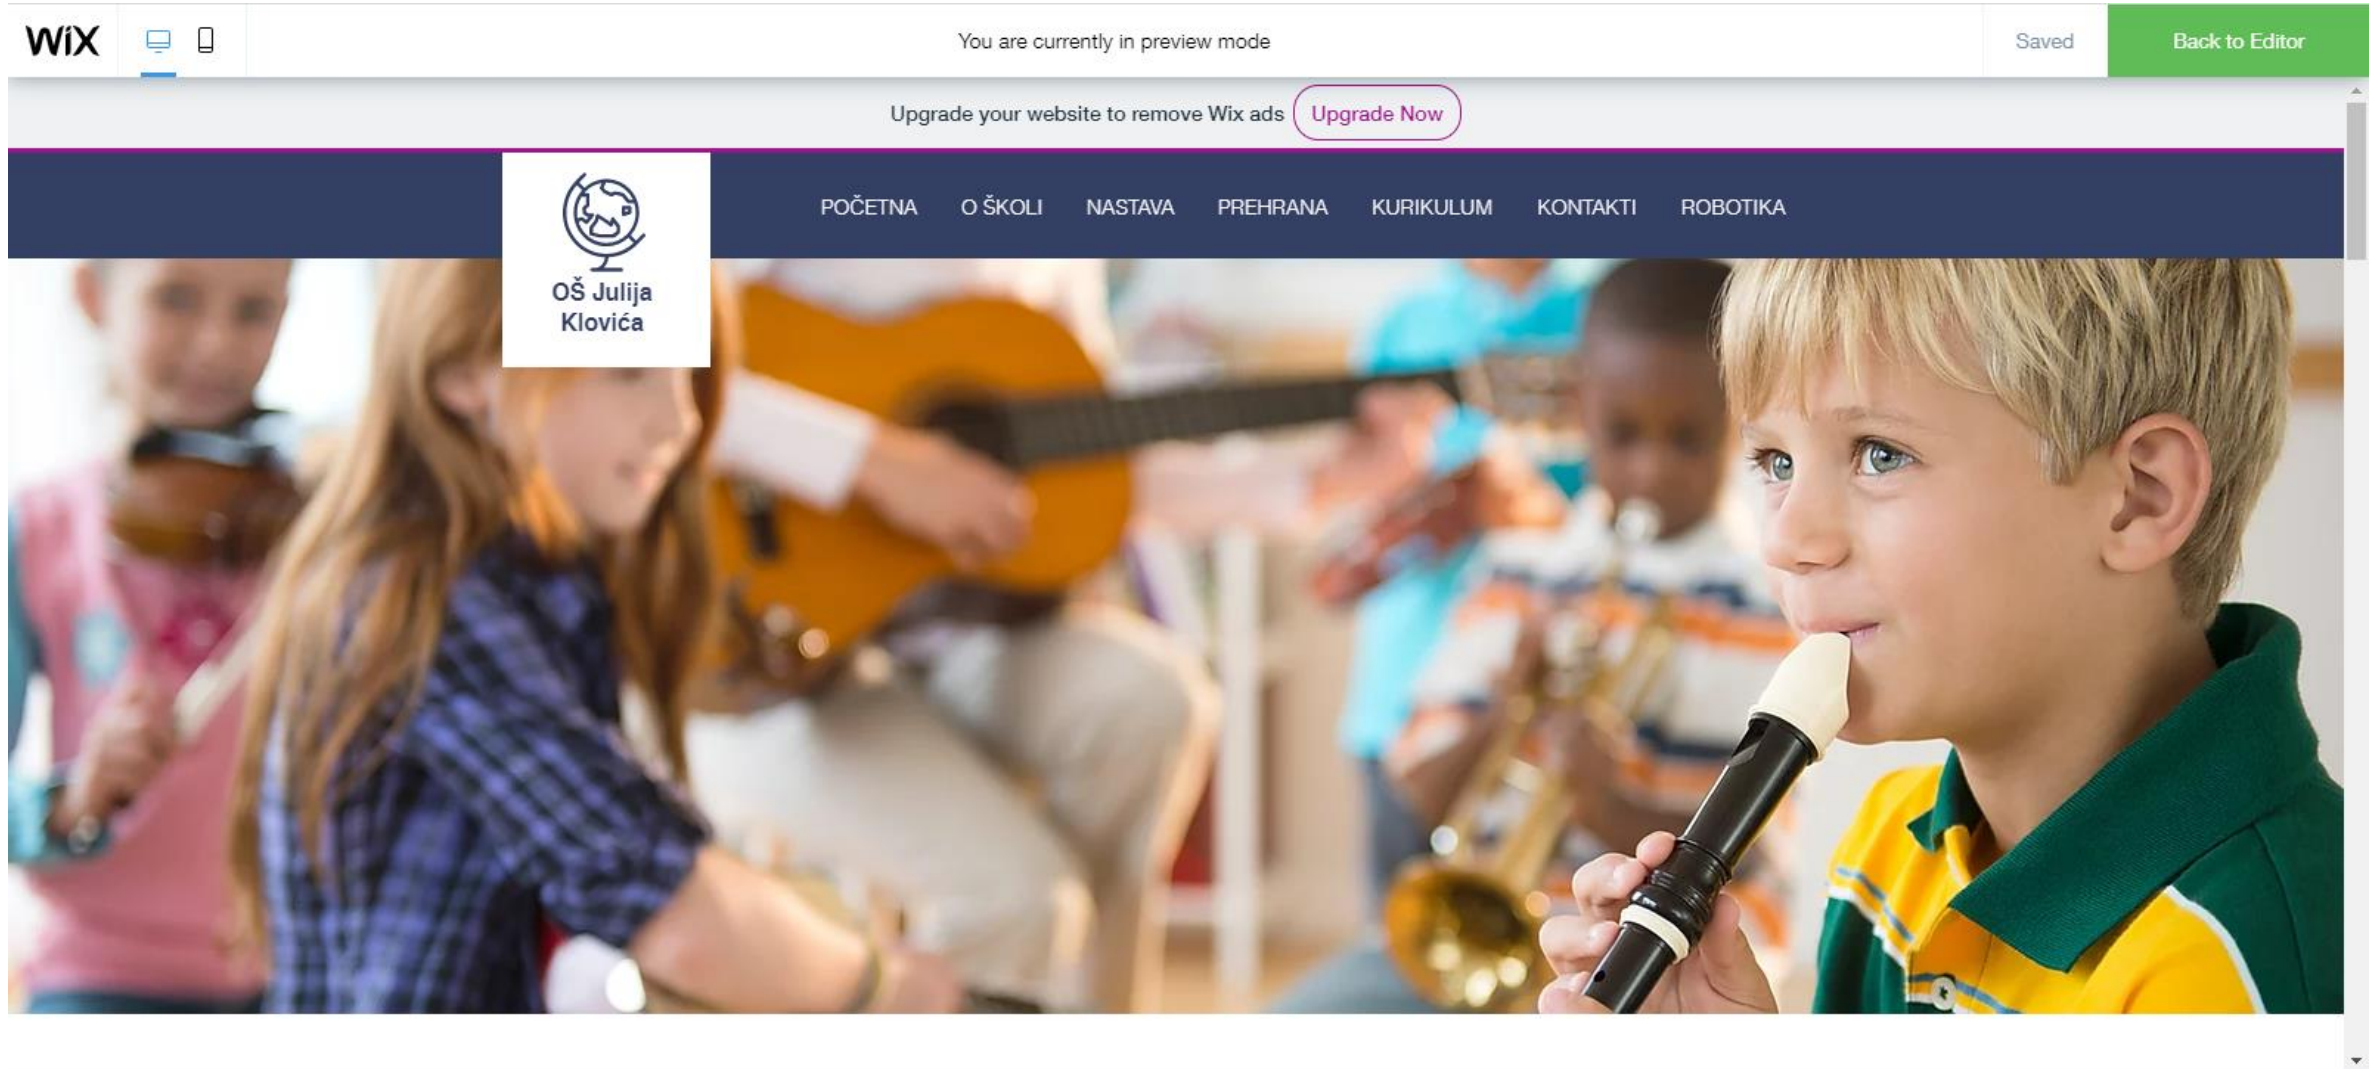 WiX
You are currently in preview mode
Saved
Back to Editor
Upgrade your website to remove Wix ads
Upgrade Now
POČETNA O ŠKOLI NASTAVA PREHRANA KURIKULUM KONTAKTI ROBOTIKA
OŠ Julija
Klovića